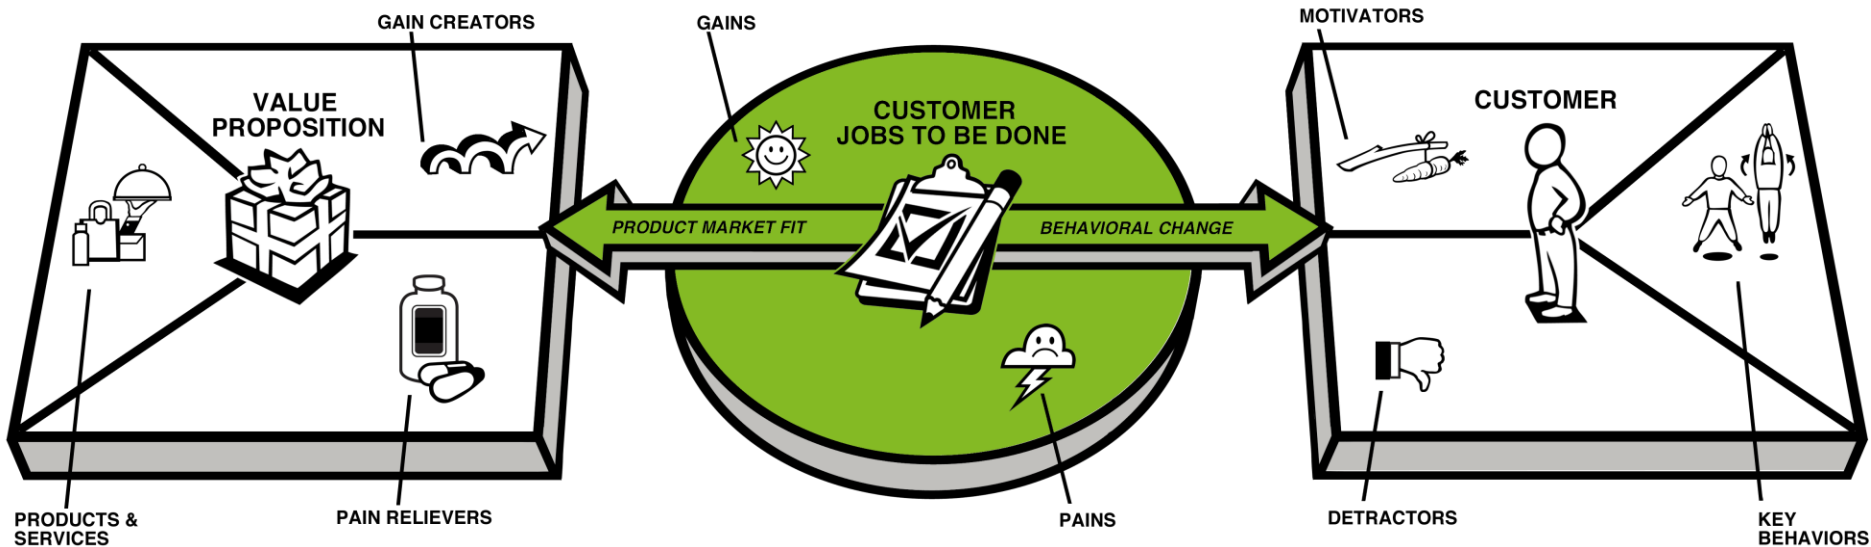 GAIN CREATORS
GAINS
MOTIVATORS
VALUE
PROPOSITION
CUSTOMER
JOBS TO BE DONE
CUSTOMER
PRODUCT MARKET FIT
BEHAVIORAL CHANGE
PRODUCTS &
SERVICES
PAIN RELIEVERS
PAINS
DETRACTORS
KEY
BEHAVIORS